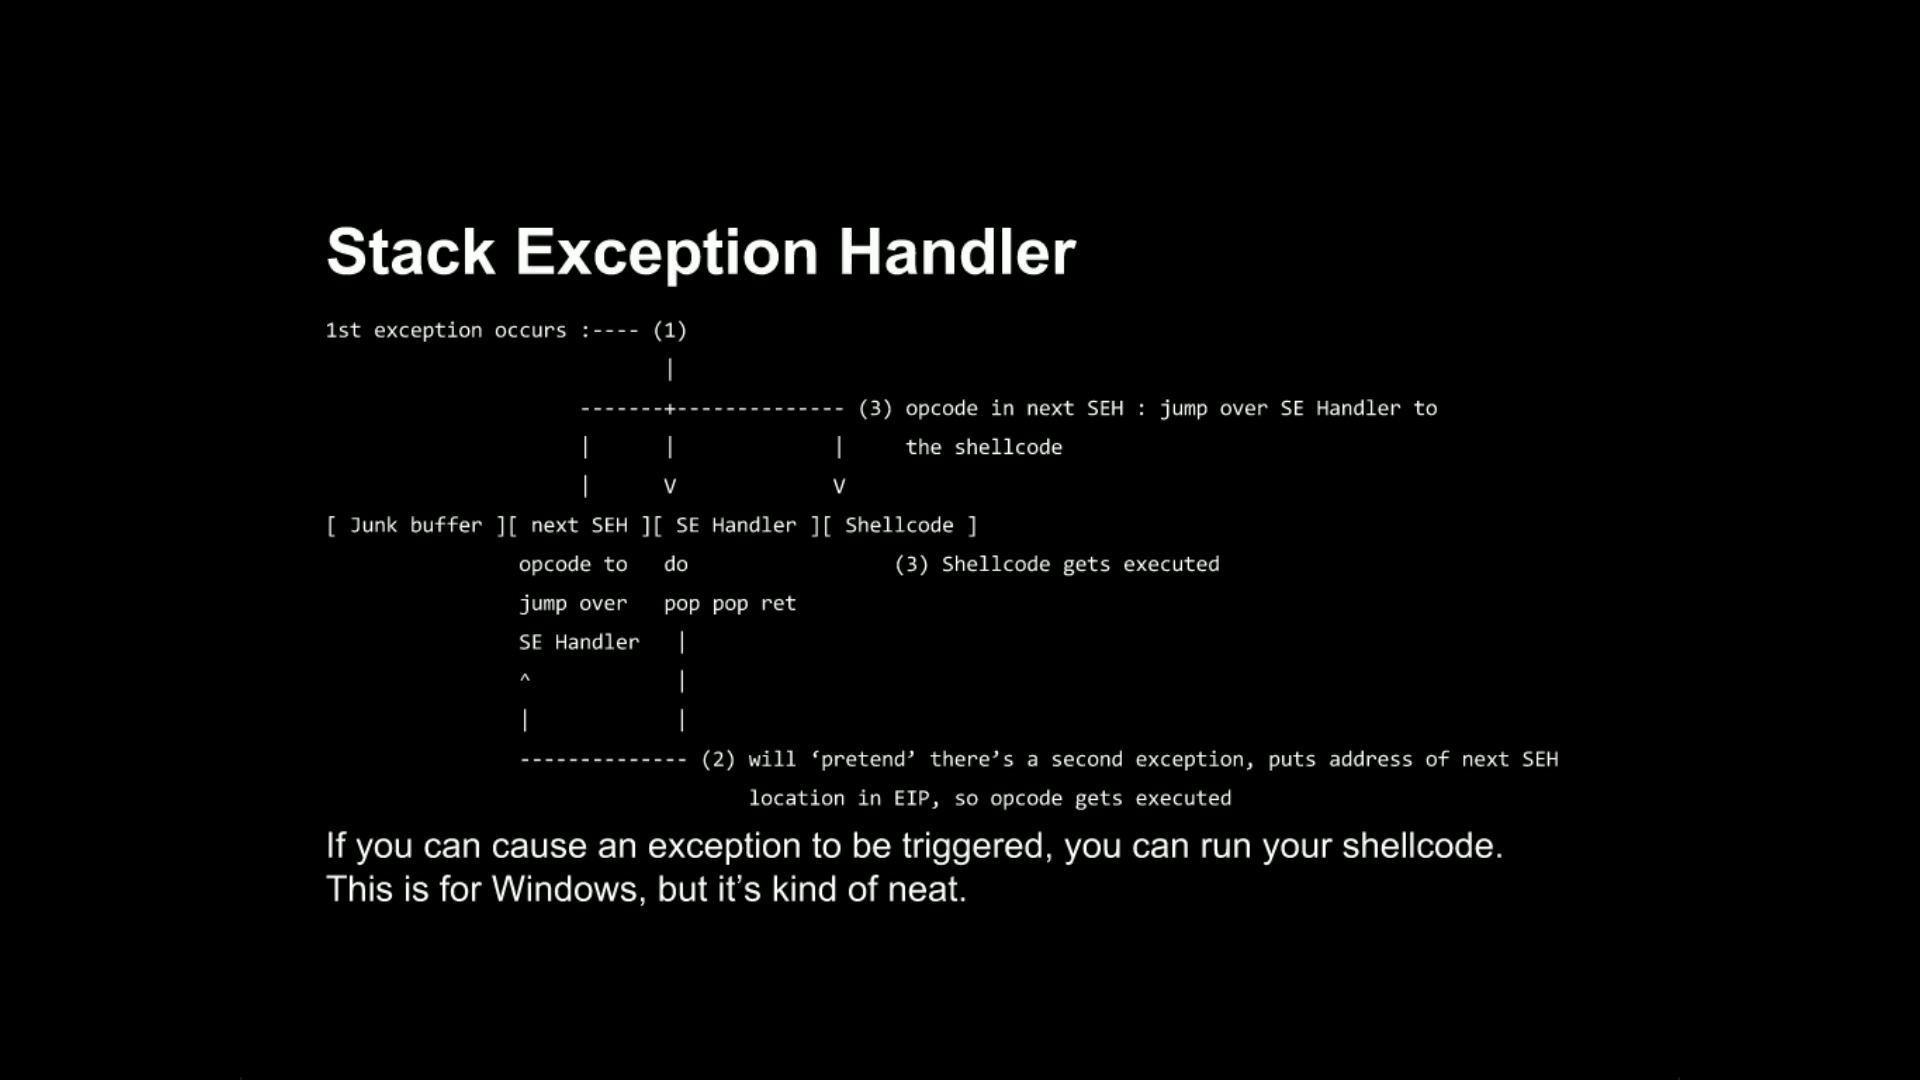 Stack Exception Handler
1st exception occurs :---- (1)
|
-------+-------------- (3) opcode in next SEH : jump over SE Handler to
| | | the shellcode
| V V
[ Junk buffer ][ next SEH ][ SE Handler ][ Shellcode ]
opcode to do (3) Shellcode gets executed
jump over pop pop ret
SE Handler |
^ |
| |
-------------- (2) will ‘pretend’ there’s a second exception, puts address of next SEH
location in EIP, so opcode gets executed
If you can cause an exception to be triggered, you can run your shellcode.
This is for Windows, but it’s kind of neat.